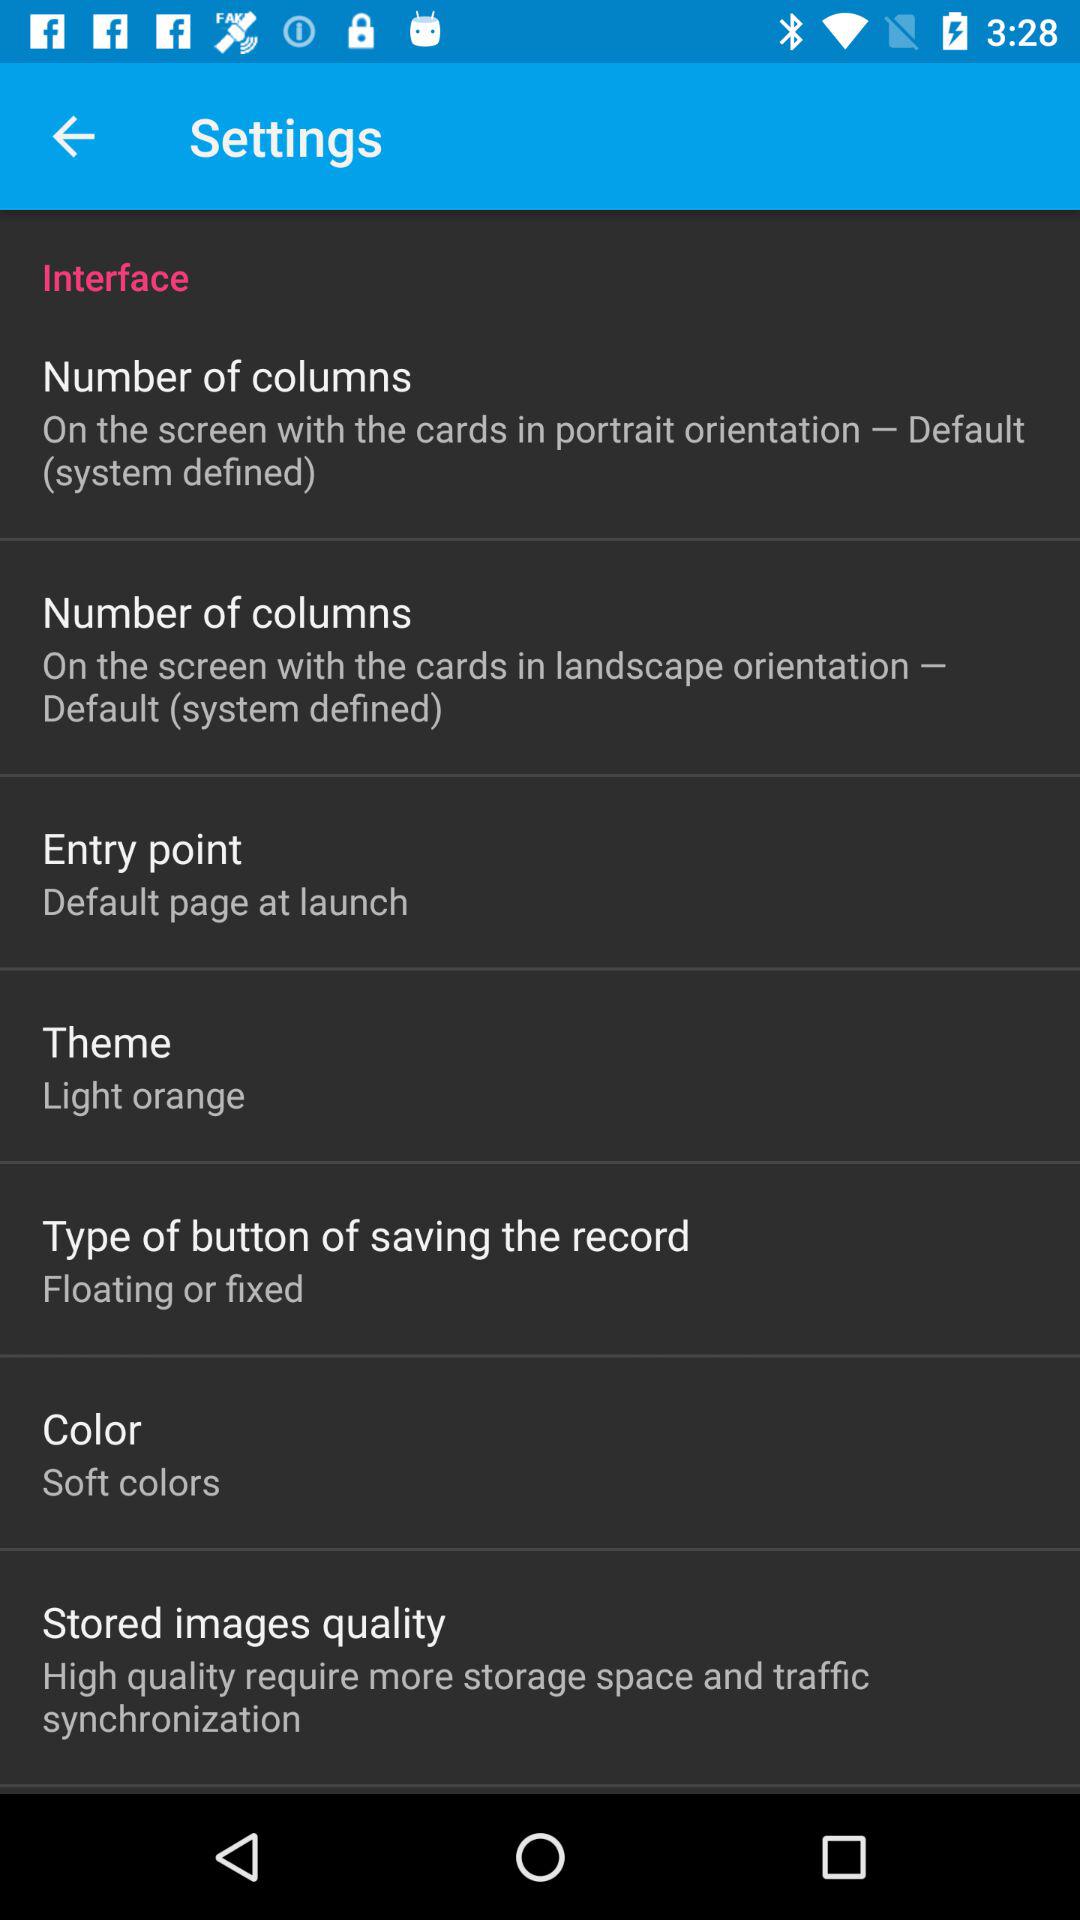 FAKE
3:28
Settings
Interface
Number of columns
On the screen with the cards in portrait orientation — Default
(system defined)
Number of columns
On the screen with the cards in landscape orientation —
Default (system defined)
Entry point
Default page at launch
Theme
Light orange
Type of button of saving the record
Floating or fixed
Color
Soft colors
Stored images quality
High quality require more storage space and traffic
synchronization